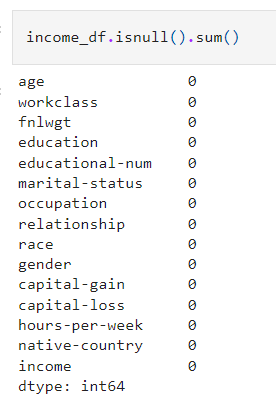 income_df.isnull().sum()
age 0
workclass 0
fnlwgt 0
education 0
educational-num 0
marital-status 0
occupation 0
relationship 0
race 0
gender 0
capital-gain 0
capital-loss 0
hours-per-week 0
native-country 0
income 0
dtype: int64